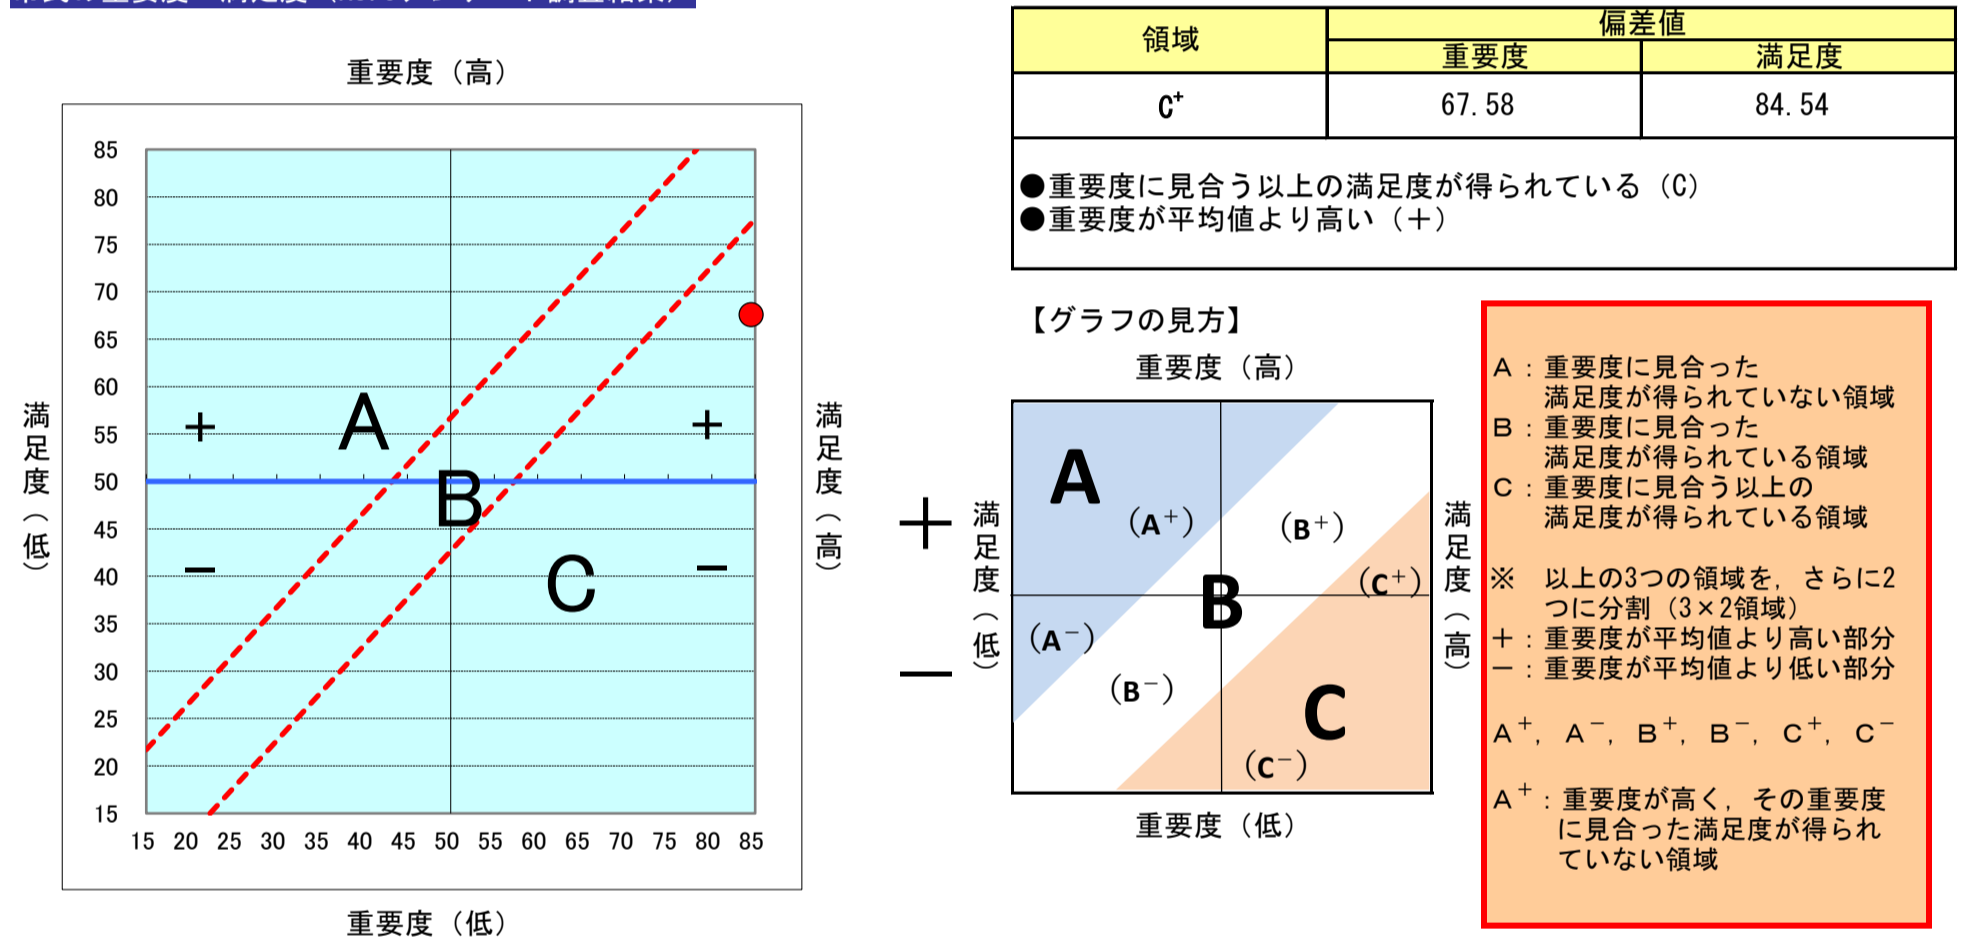 重要度（高）
85
80
75
70
65
60
55
50
45
40
35
30
25
20
15
15 20 25 30 35 40 45 50 55 60 65 70 75 80 85
満足度（低）
満足度（高）
＋ A ＋
B
－ C －
重要度（低）
領域 偏差値
重要度 満足度
C⁺ 67.58 84.54
●重要度に見合う以上の満足度が得られている（C）
●重要度が平均値より高い（＋）
【グラフの見方】
重要度（高）
＋
－
満足度（低）
満足度（高）
A
（A⁺） （B⁺）
（C⁺）
B
（A⁻）
（B⁻）
C
（C⁻）
重要度（低）
Ａ：重要度に見合った
満足度が得られていない領域
Ｂ：重要度に見合った
満足度が得られている領域
Ｃ：重要度に見合う以上の
満足度が得られている領域
※　以上の3つの領域を，さらに2
つに分割（3×2領域）
＋：重要度が平均値より高い部分
－：重要度が平均値より低い部分
Ａ⁺，Ａ⁻，Ｂ⁺，Ｂ⁻，Ｃ⁺，Ｃ⁻
Ａ⁺：重要度が高く，その重要度
に見合った満足度が得られ
ていない領域